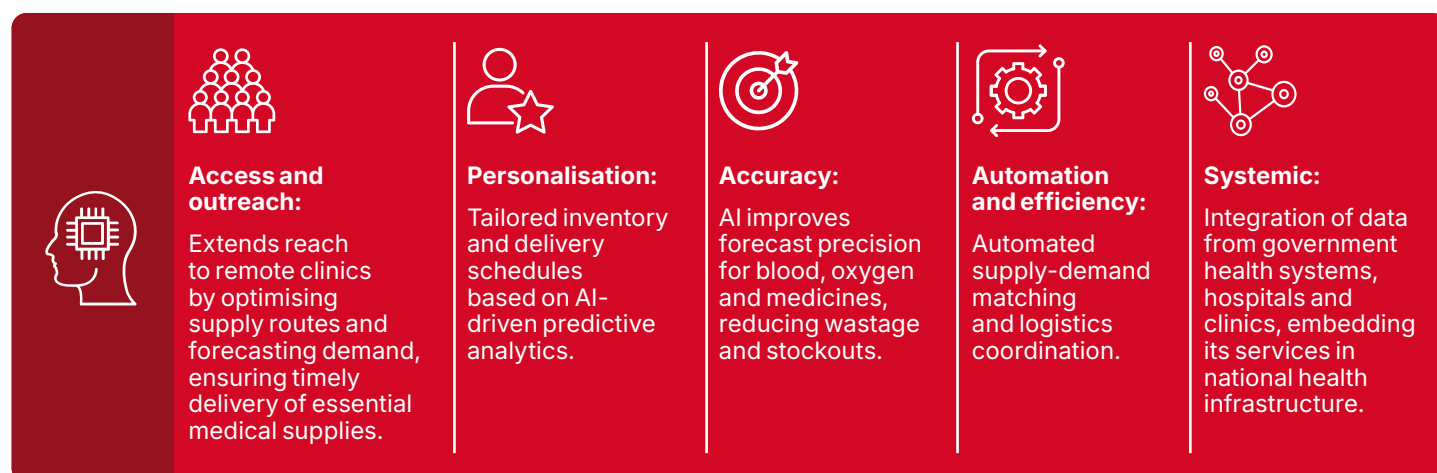 Access and
outreach:
Extends reach
to remote clinics
by optimising
supply routes and
forecasting demand,
ensuring timely
delivery of essential
medical supplies.
Personalisation:
Tailored inventory
and delivery
schedules
based on AI-
driven predictive
analytics.
Accuracy:
AI improves
forecast precision
for blood, oxygen
and medicines,
reducing wastage
and stockouts.
Automation
and efficiency:
Automated
supply-demand
matching
and logistics
coordination.
Systemic:
Integration of data
from government
health systems,
hospitals and
clinics, embedding
its services in
national health
infrastructure.